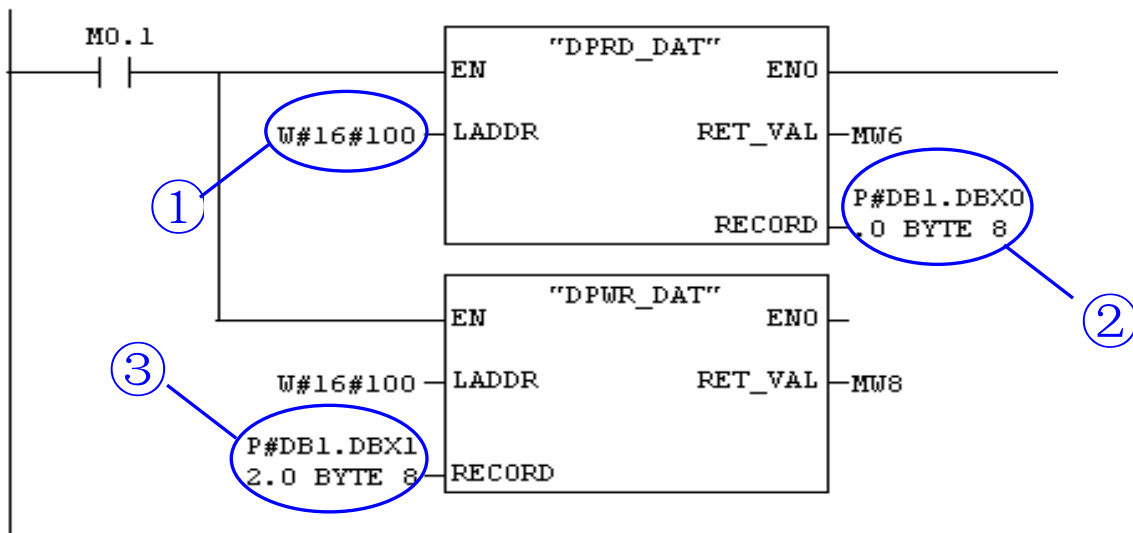 M0.1
"DPRD_DAT"
EN ENO
W#16#100 LADDR RET_VAL MW6
①
P#DB1.DBX0
RECORD .0 BYTE 8
②
"DPWR_DAT"
EN ENO
③
W#16#100 LADDR RET_VAL MW8
P#DB1.DBX1
2.0 BYTE 8 RECORD